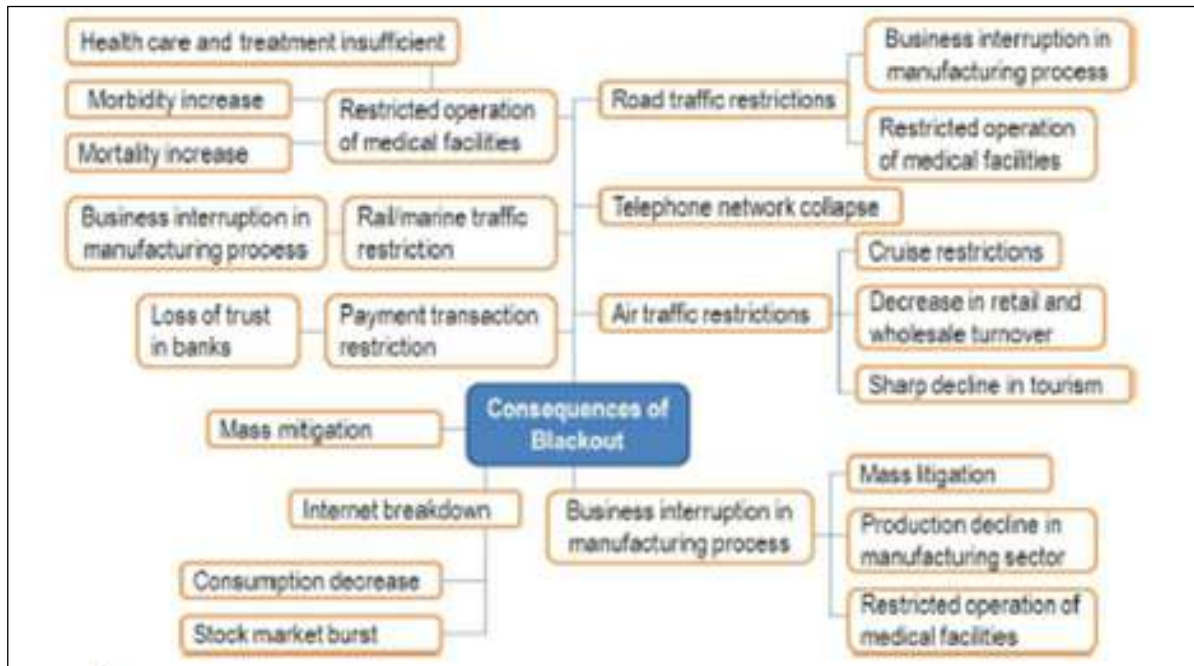 Health care and treatment insufficient
Morbidity increase
Mortality increase
Restricted operation
of medical facilities
Business interruption in
manufacturing process
Rail/marine traffic
restriction
Loss of trust
in banks
Payment transaction
restriction
Mass mitigation
Consequences of
Blackout
Internet breakdown
Consumption decrease
Stock market burst
Road traffic restrictions
Business interruption in
manufacturing process
Restricted operation
of medical facilities
Telephone network collapse
Air traffic restrictions
Cruise restrictions
Decrease in retail and
wholesale turnover
Sharp decline in tourism
Business interruption in
manufacturing process
Mass litigation
Production decline in
manufacturing sector
Restricted operation of
medical facilities